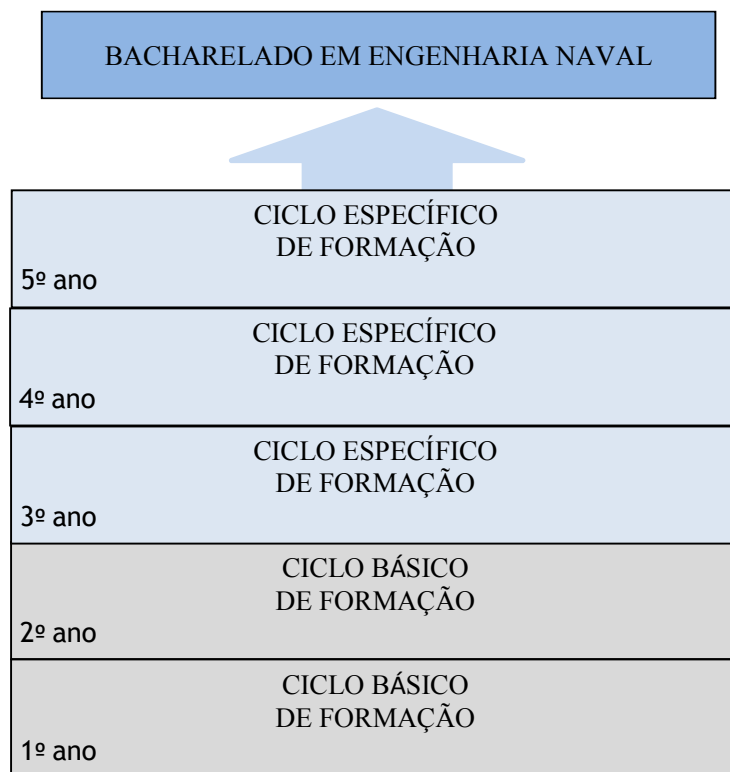 BACHARELADO EM ENGENHARIA NAVAL
CICLO ESPECÍFICO
DE FORMAÇÃO
5º ano
CICLO ESPECÍFICO
DE FORMAÇÃO
4º ano
CICLO ESPECÍFICO
DE FORMAÇÃO
3º ano
CICLO BÁSICO
DE FORMAÇÃO
2º ano
CICLO BÁSICO
DE FORMAÇÃO
1º ano